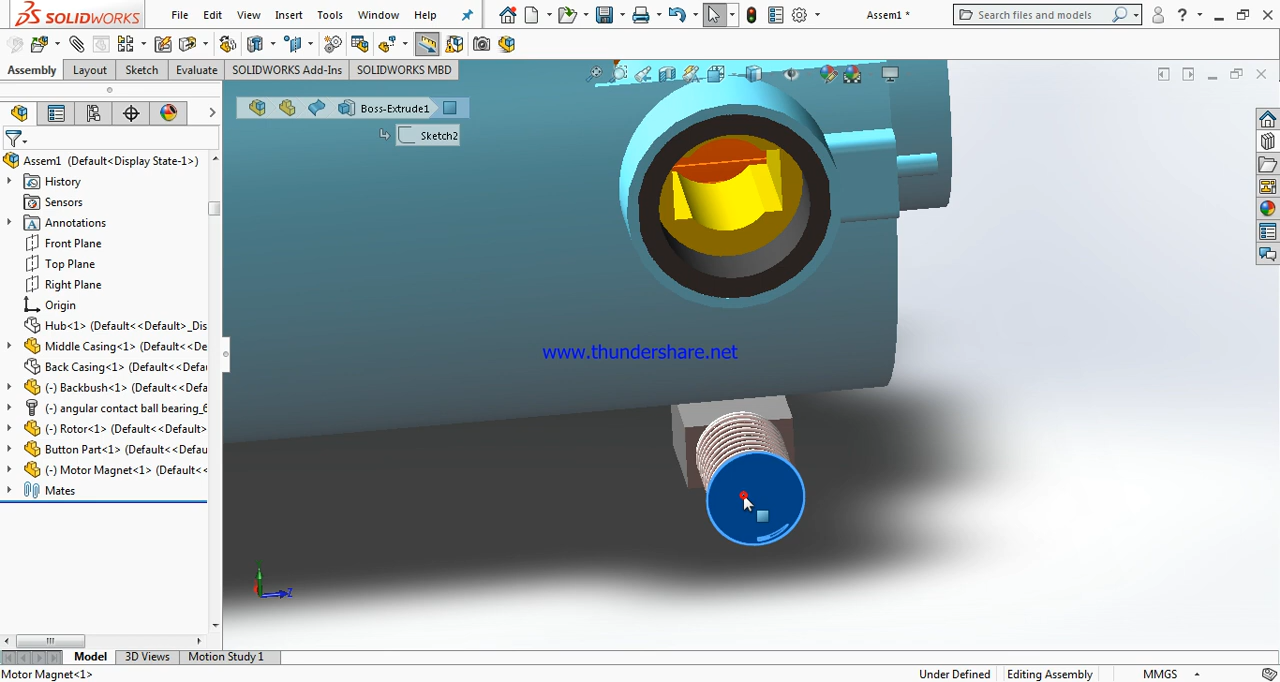 SOLIDWORKS
File Edit View Insert Tools Window Help
Assem1 *
Search files and models
Assembly Layout Sketch Evaluate SOLIDWORKS Add-Ins SOLIDWORKS MBD
Boss-Extrude1
Sketch2
Assem1 (Default<Display State-1>)
History
Sensors
Annotations
Front Plane
Top Plane
Right Plane
Origin
Hub<1> (Default<<Default>_Dis
Middle Casing<1> (Default<<De
Back Casing<1> (Default<<Defa
(-) Backbush<1> (Default<<Defa
(-) angular contact ball bearing_6
(-) Rotor<1> (Default<<Default>
Button Part<1> (Default<<Defau
(-) Motor Magnet<1> (Default<<
Mates
www.thundershare.net
Model 3D Views Motion Study 1
Motor Magnet<1>
Under Defined Editing Assembly MMGS